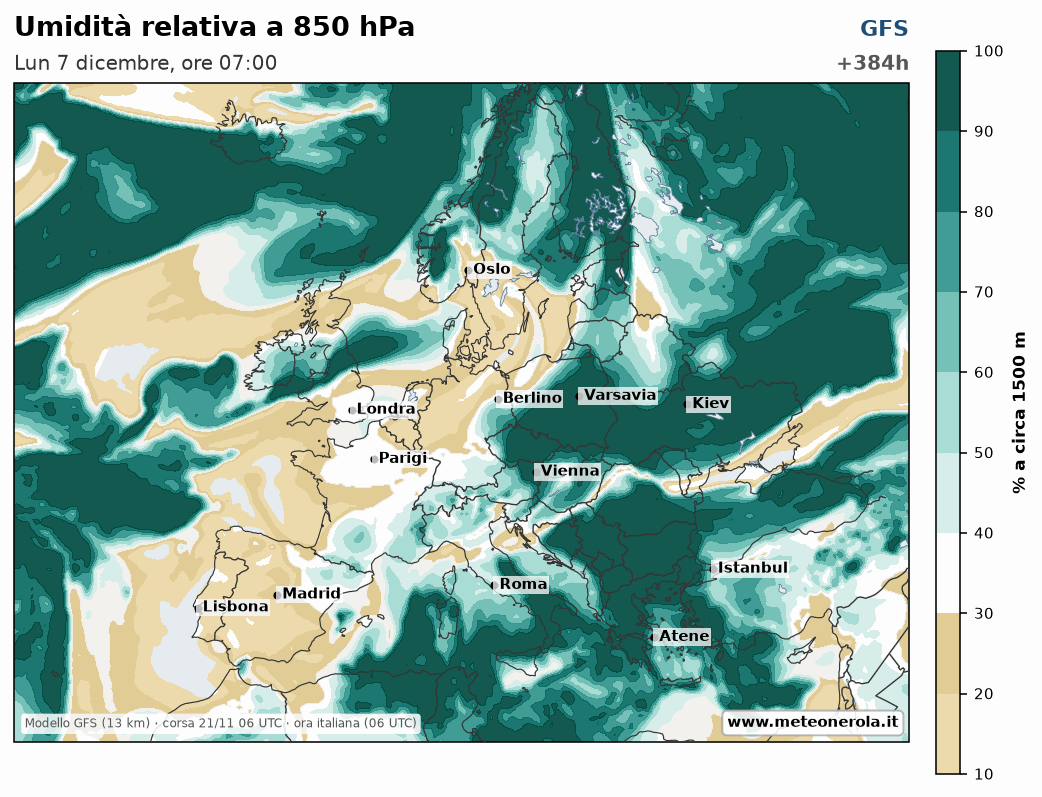 Umidità relativa a 850 hPa
GFS
Lun 7 dicembre, ore 07:00
+384h
100
90
80
70
60
50
40
30
20
10
% a circa 1500 m
Oslo
Berlino
Varsavia
Kiev
Londra
Parigi
Vienna
Istanbul
Roma
Madrid
Lisbona
Atene
Modello GFS (13 km) · corsa 21/11 06 UTC · ora italiana (06 UTC)
www.meteonerola.it